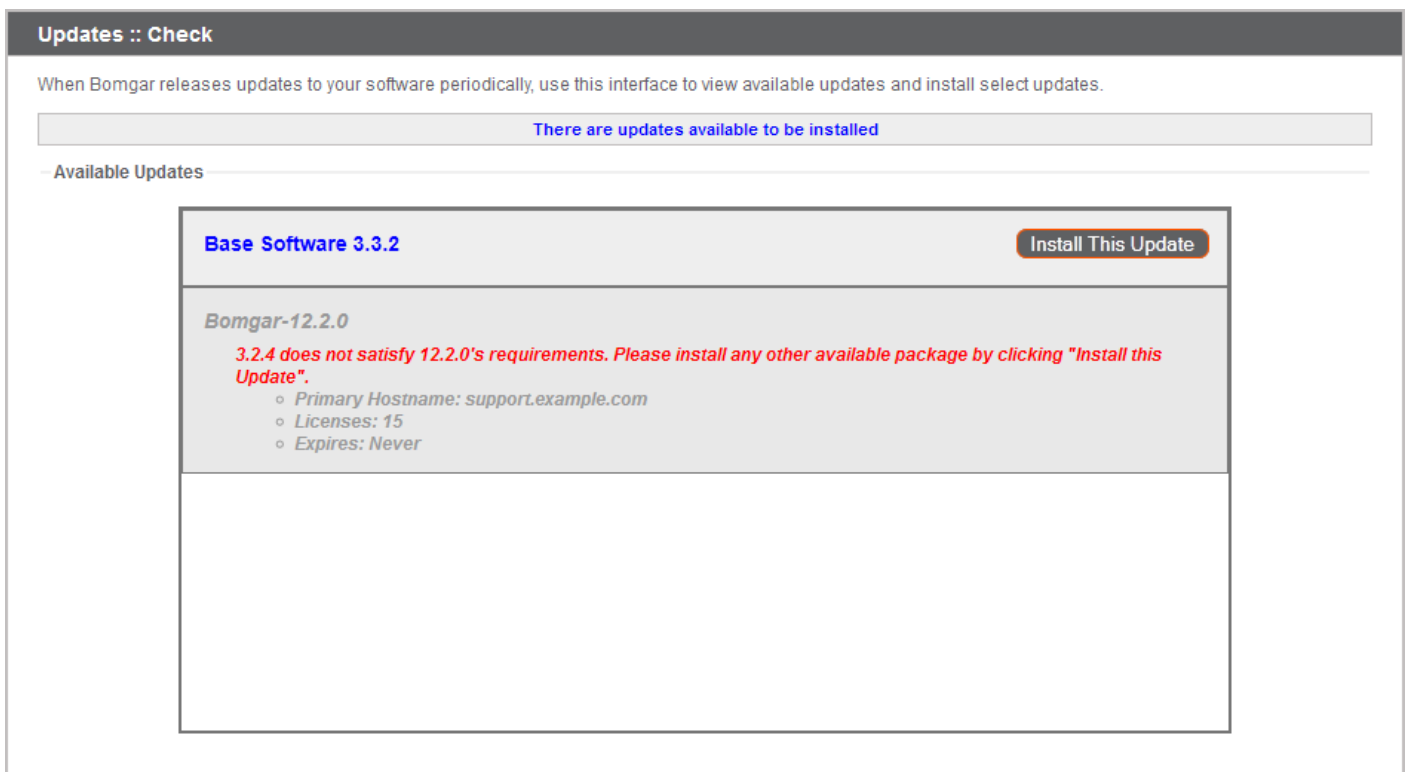 Updates :: Check
When Bomgar releases updates to your software periodically, use this interface to view available updates and install select updates.
There are updates available to be installed
Available Updates
Base Software 3.3.2
Install This Update
Bomgar-12.2.0
3.2.4 does not satisfy 12.2.0's requirements. Please install any other available package by clicking "Install this
Update".
Primary Hostname: support.example.com
Licenses: 15
Expires: Never